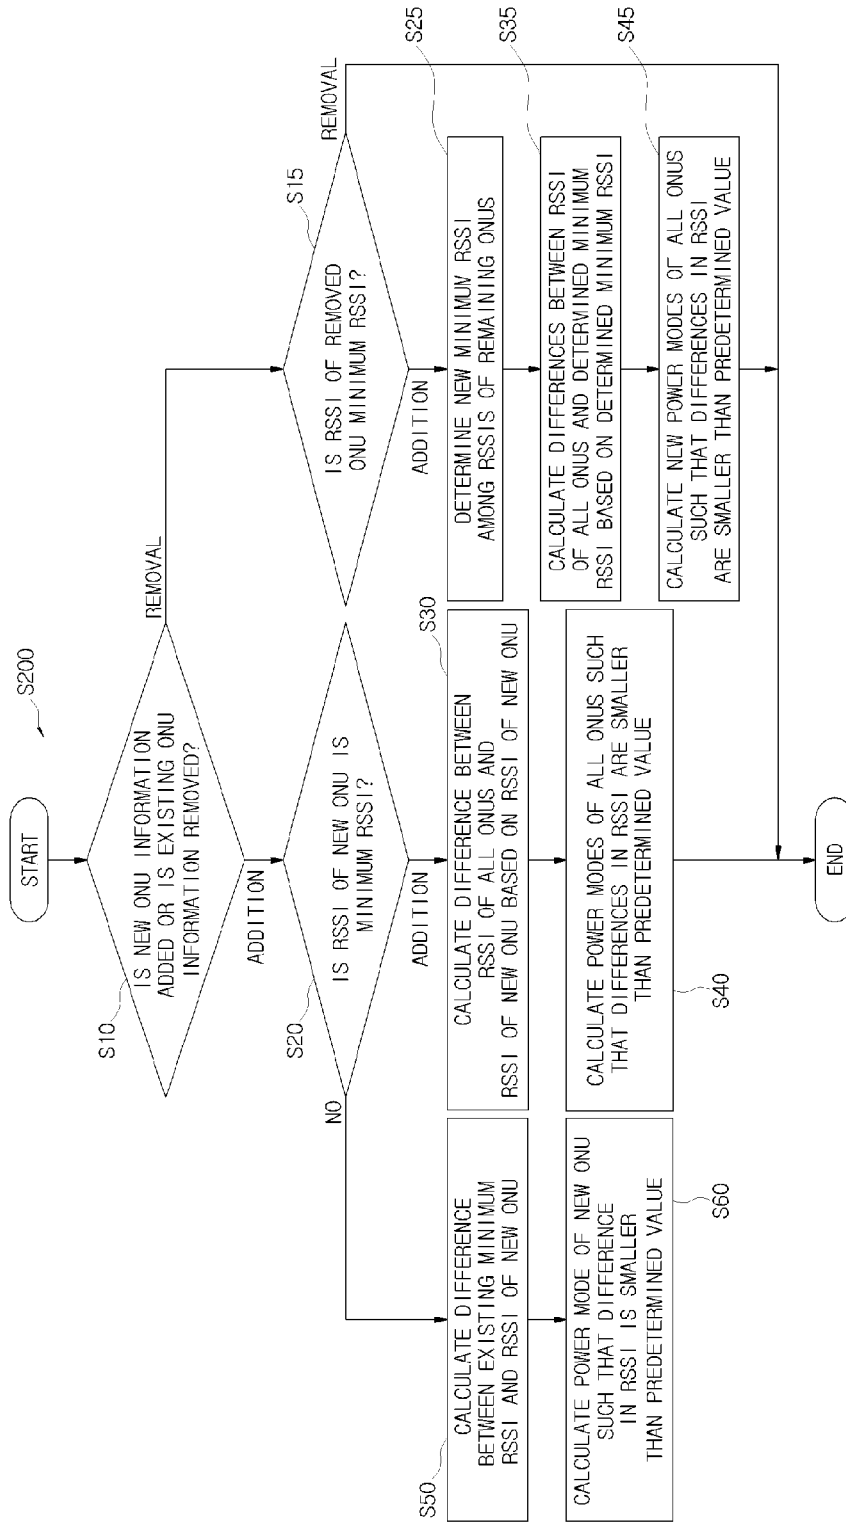 S200
START
S10
IS NEW ONU INFORMATION
ADDED OR IS EXISTING ONU
INFORMATION REMOVED?
REMOVAL
ADDITION
S20
IS RSSI OF NEW ONU IS
MINIMUM RSSI?
NO
ADDITION
S15
IS RSSI OF REMOVED
ONU MINIMUM RSSI?
REMOVAL
ADDITION
S50
CALCULATE DIFFERENCE
BETWEEN EXISTING MINIMUM
RSSI AND RSSI OF NEW ONU
S60
CALCULATE POWER MODE OF NEW ONU
SUCH THAT DIFFERENCE
IN RSSI IS SMALLER
THAN PREDETERMINED VALUE
S30
CALCULATE DIFFERENCE BETWEEN
RSSI OF ALL ONUS AND
RSSI OF NEW ONU BASED ON RSSI OF NEW ONU
S40
CALCULATE POWER MODES OF ALL ONUS SUCH
THAT DIFFERENCES IN RSSI ARE SMALLER
THAN PREDETERMINED VALUE
S25
DETERMINE NEW MINIMUM RSSI
AMONG RSSIS OF REMAINING ONUS
S35
CALCULATE DIFFERENCES BETWEEN RSSI
OF ALL ONUS AND DETERMINED MINIMUM
RSSI BASED ON DETERMINED MINIMUM RSSI
S45
CALCULATE NEW POWER MODES OF ALL ONUS
SUCH THAT DIFFERENCES IN RSSI
ARE SMALLER THAN PREDETERMINED VALUE
END